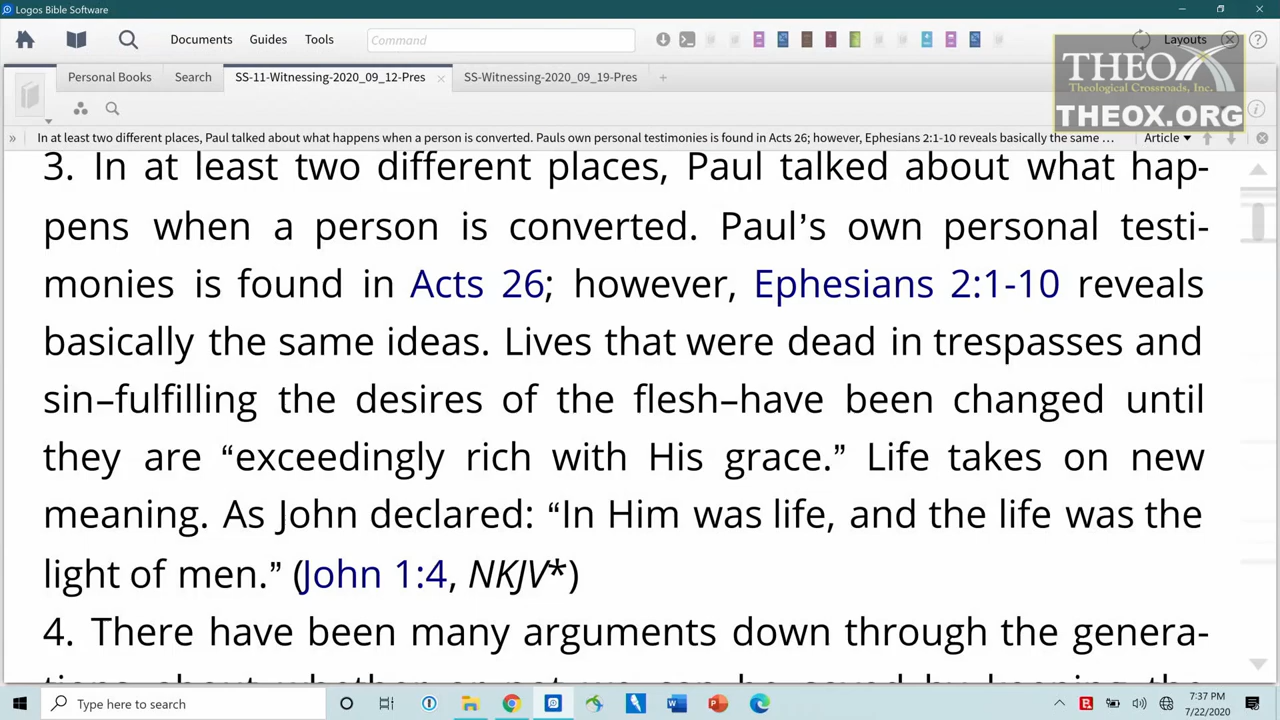 Logos Bible Software
Documents Guides Tools Command Layouts
THEOX
Theological Crossroads, Inc.
THEOX.ORG
Personal Books Search SS-11-Witnessing-2020_09_12-Pres SS-Witnessing-2020_09_19-Pres
In at least two different places, Paul talked about what happens when a person is converted. Paul's own personal testimonies is found in Acts 26; however, Ephesians 2:1-10 reveals basically the same … Article
3. In at least two different places, Paul talked about what hap-
pens when a person is converted. Paul's own personal testi-
monies is found in Acts 26; however, Ephesians 2:1-10 reveals
basically the same ideas. Lives that were dead in trespasses and
sin–fulfilling the desires of the flesh–have been changed until
they are “exceedingly rich with His grace.” Life takes on new
meaning. As John declared: “In Him was life, and the life was the
light of men.” (John 1:4, NKJV*)
4. There have been many arguments down through the genera-
Type here to search
7:37 PM
7/22/2020